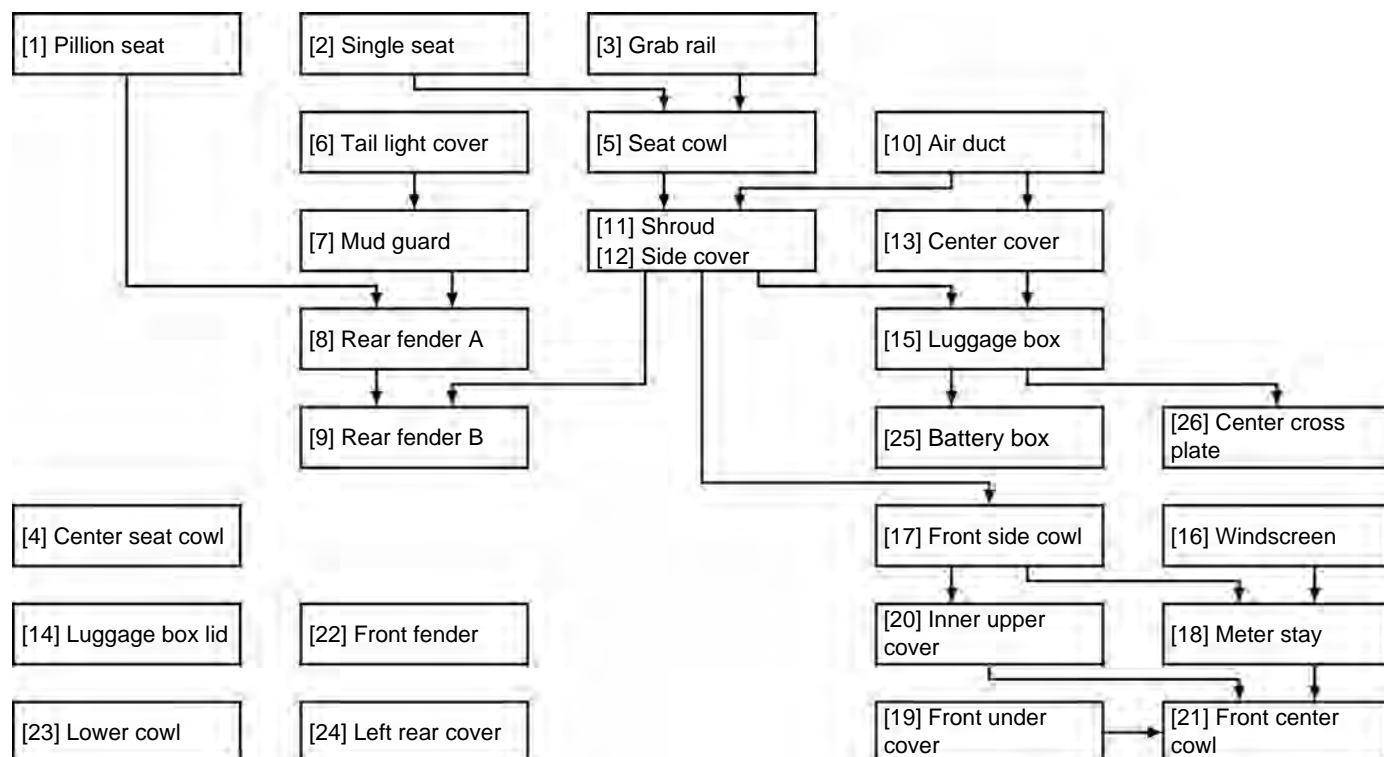 [1] Pillion seat
[2] Single seat
[3] Grab rail
[6] Tail light cover
[5] Seat cowl
[10] Air duct
[7] Mud guard
[11] Shroud
[12] Side cover
[13] Center cover
[8] Rear fender A
[15] Luggage box
[9] Rear fender B
[25] Battery box
[26] Center cross
plate
[4] Center seat cowl
[17] Front side cowl
[16] Windscreen
[14] Luggage box lid
[22] Front fender
[20] Inner upper
cover
[18] Meter stay
[23] Lower cowl
[24] Left rear cover
[19] Front under
cover
[21] Front center
cowl